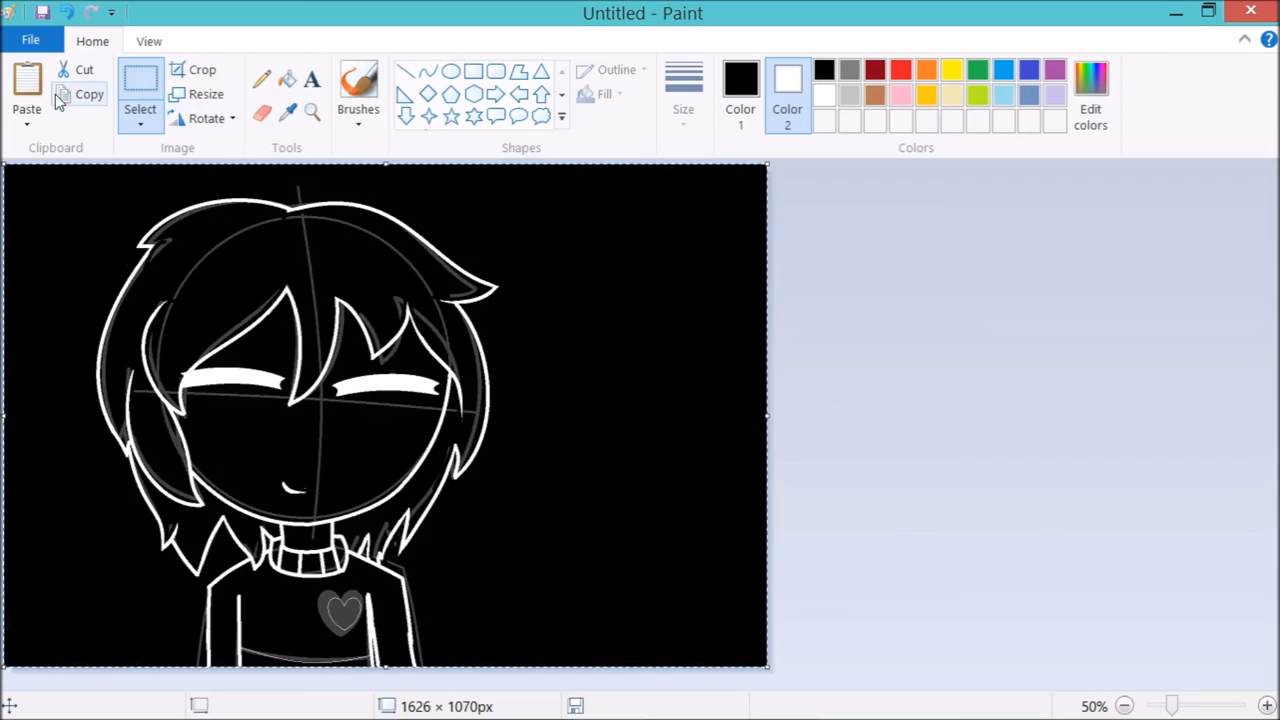 Untitled - Paint
File
Home
View
Paste
Cut
Copy
Clipboard
Select
Crop
Resize
Rotate
Image
A
Tools
Brushes
Outline
Fill
Shapes
Size
Color
1
Color
2
Edit
colors
Colors
?
1626 × 1070px
50%